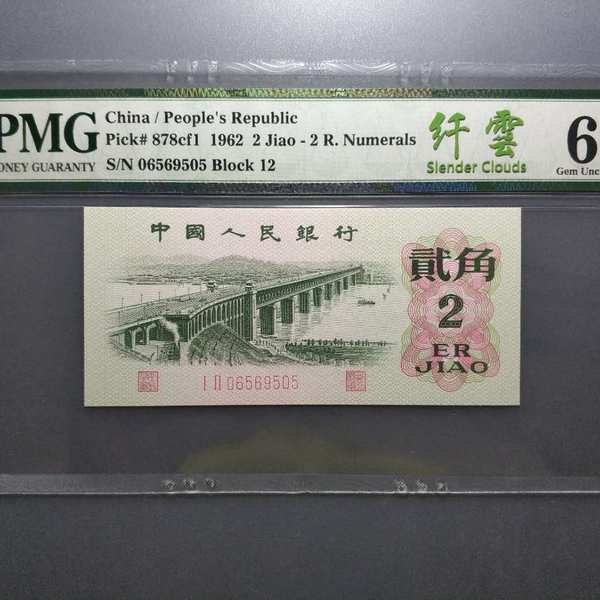 PMG
ONEY GUARANTY
China / People's Republic
Pick# 878cf1 1962 2 Jiao - 2 R. Numerals
S/N 06569505 Block 12
纤雲
Slender Clouds
6
Gem Unc
中國人民銀行
貳角
2
ER
JIAO
I II 06569505